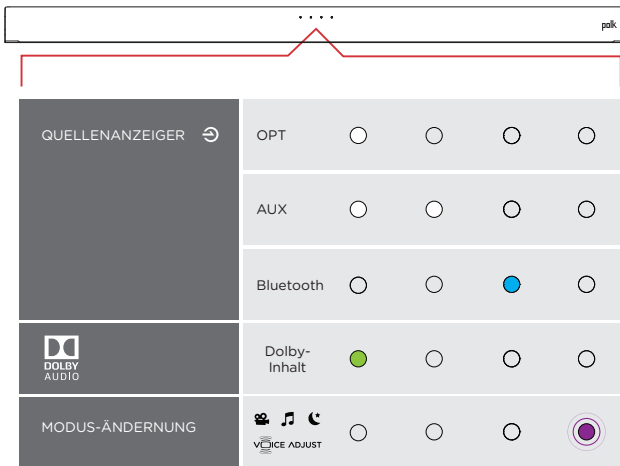 polk
QUELLENANZEIGER
OPT
AUX
Bluetooth
DOLBY
AUDIO
Dolby-
Inhalt
MODUS-ÄNDERNUNG
VOICE ADJUST